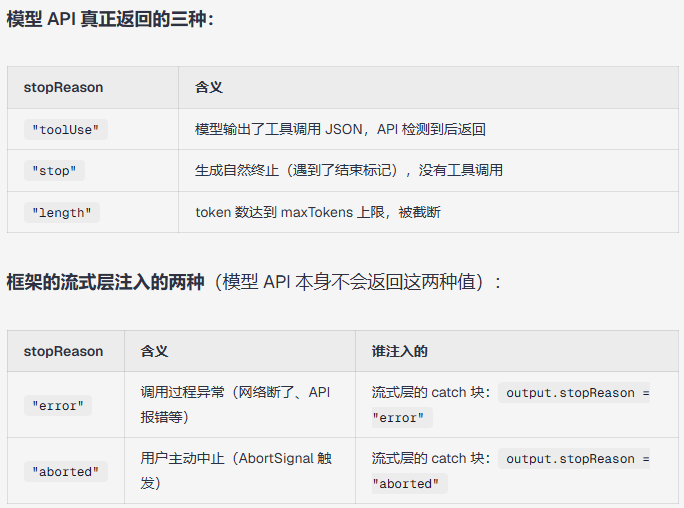 模型 API 真正返回的三种：
stopReason 含义
"toolUse" 模型输出了工具调用 JSON，API 检测到后返回
"stop" 生成自然终止（遇到了结束标记），没有工具调用
"length" token 数达到 maxTokens 上限，被截断
框架的流式层注入的两种（模型 API 本身不会返回这两种值）：
stopReason 含义 谁注入的
"error" 调用过程异常（网络断了、API 报错等） 流式层的 catch 块： output.stopReason = "error"
"aborted" 用户主动中止（AbortSignal 触发） 流式层的 catch 块： output.stopReason = "aborted"